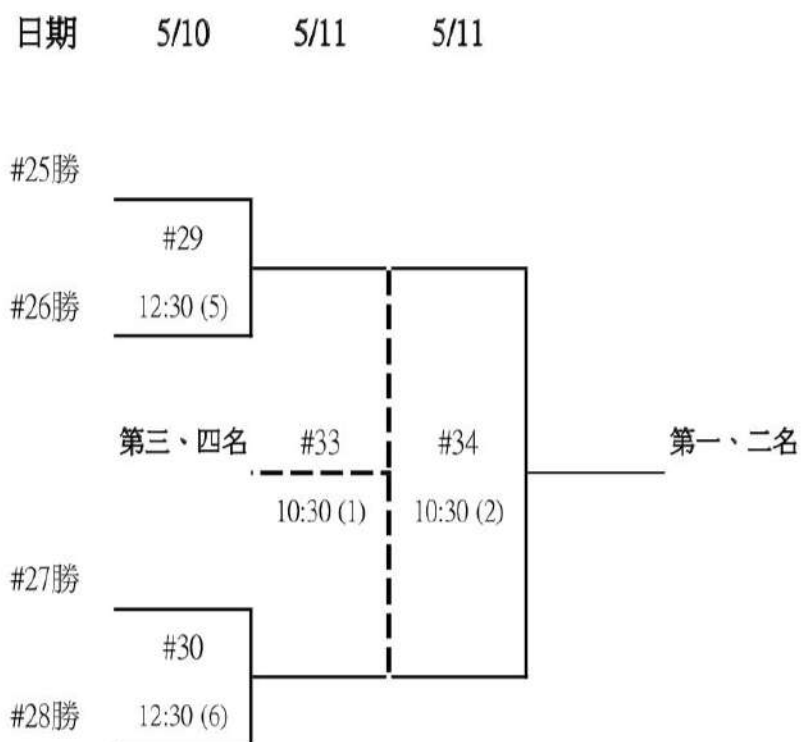 日期 5/10 5/11 5/11
#25勝
#29
#26勝 12:30 (5)
第三、四名 #33 #34 第一、二名
10:30 (1) 10:30 (2)
#27勝
#30
#28勝 12:30 (6)